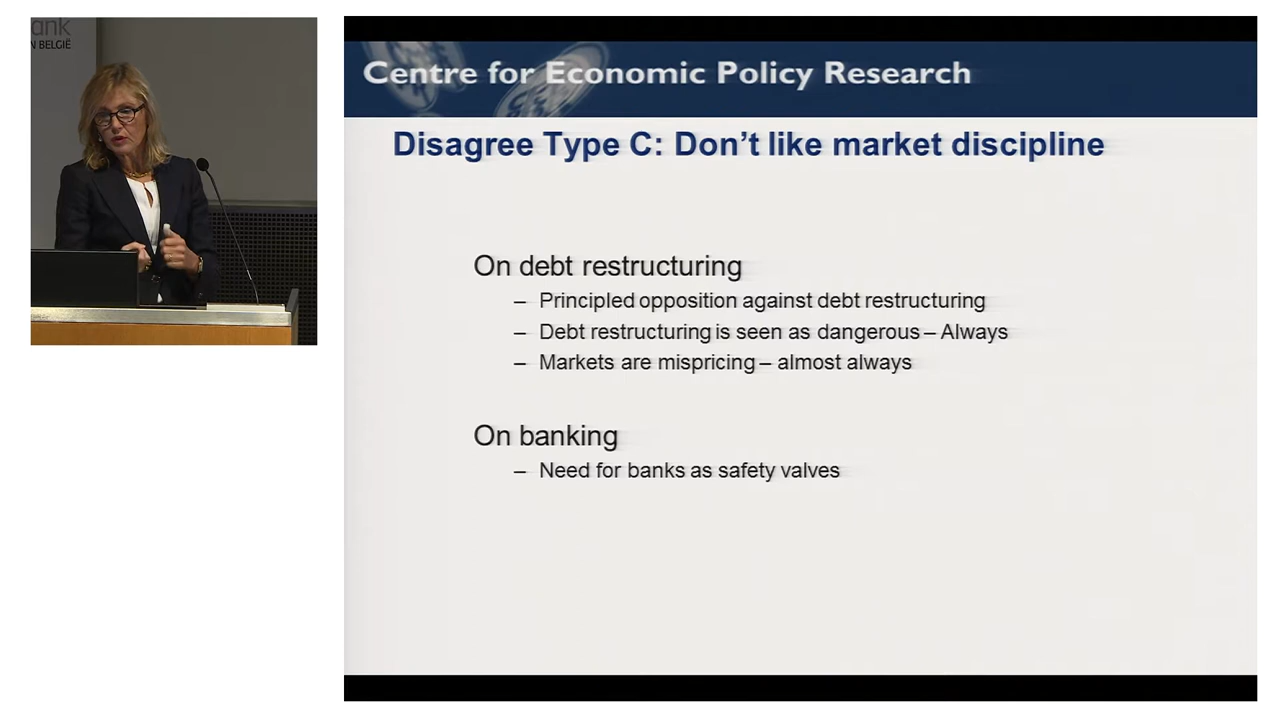 ank
N BELGIË
Centre for Economic Policy Research
Disagree Type C: Don't like market discipline
On debt restructuring
– Principled opposition against debt restructuring
– Debt restructuring is seen as dangerous – Always
– Markets are mispricing – almost always
On banking
– Need for banks as safety valves